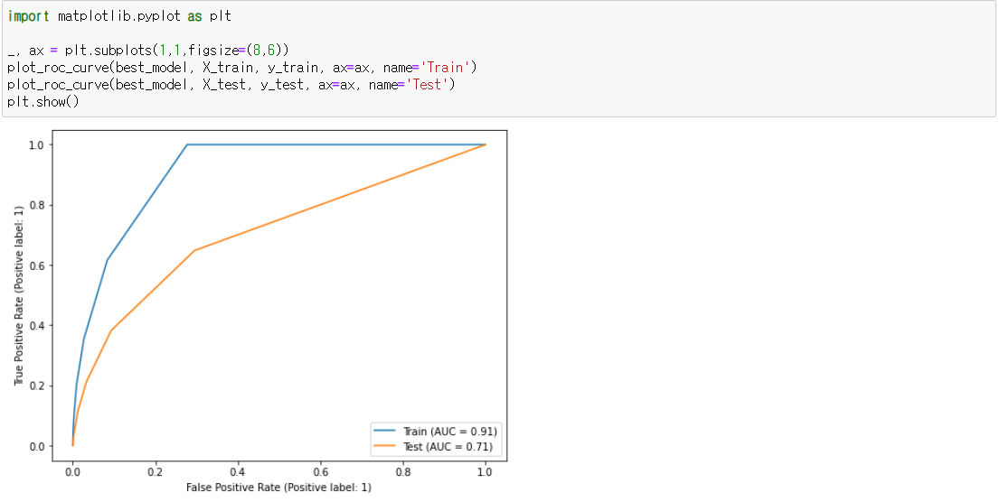 import matplotlib.pyplot as plt
_, ax = plt.subplots(1,1,figsize=(8,6))
plot_roc_curve(best_model, X_train, y_train, ax=ax, name='Train')
plot_roc_curve(best_model, X_test, y_test, ax=ax, name='Test')
plt.show()
1.0
0.8
0.6
0.4
0.2
0.0
True Positive Rate (Positive label: 1)
Train (AUC = 0.91)
Test (AUC = 0.71)
0.0 0.2 0.4 0.6 0.8 1.0
False Positive Rate (Positive label: 1)